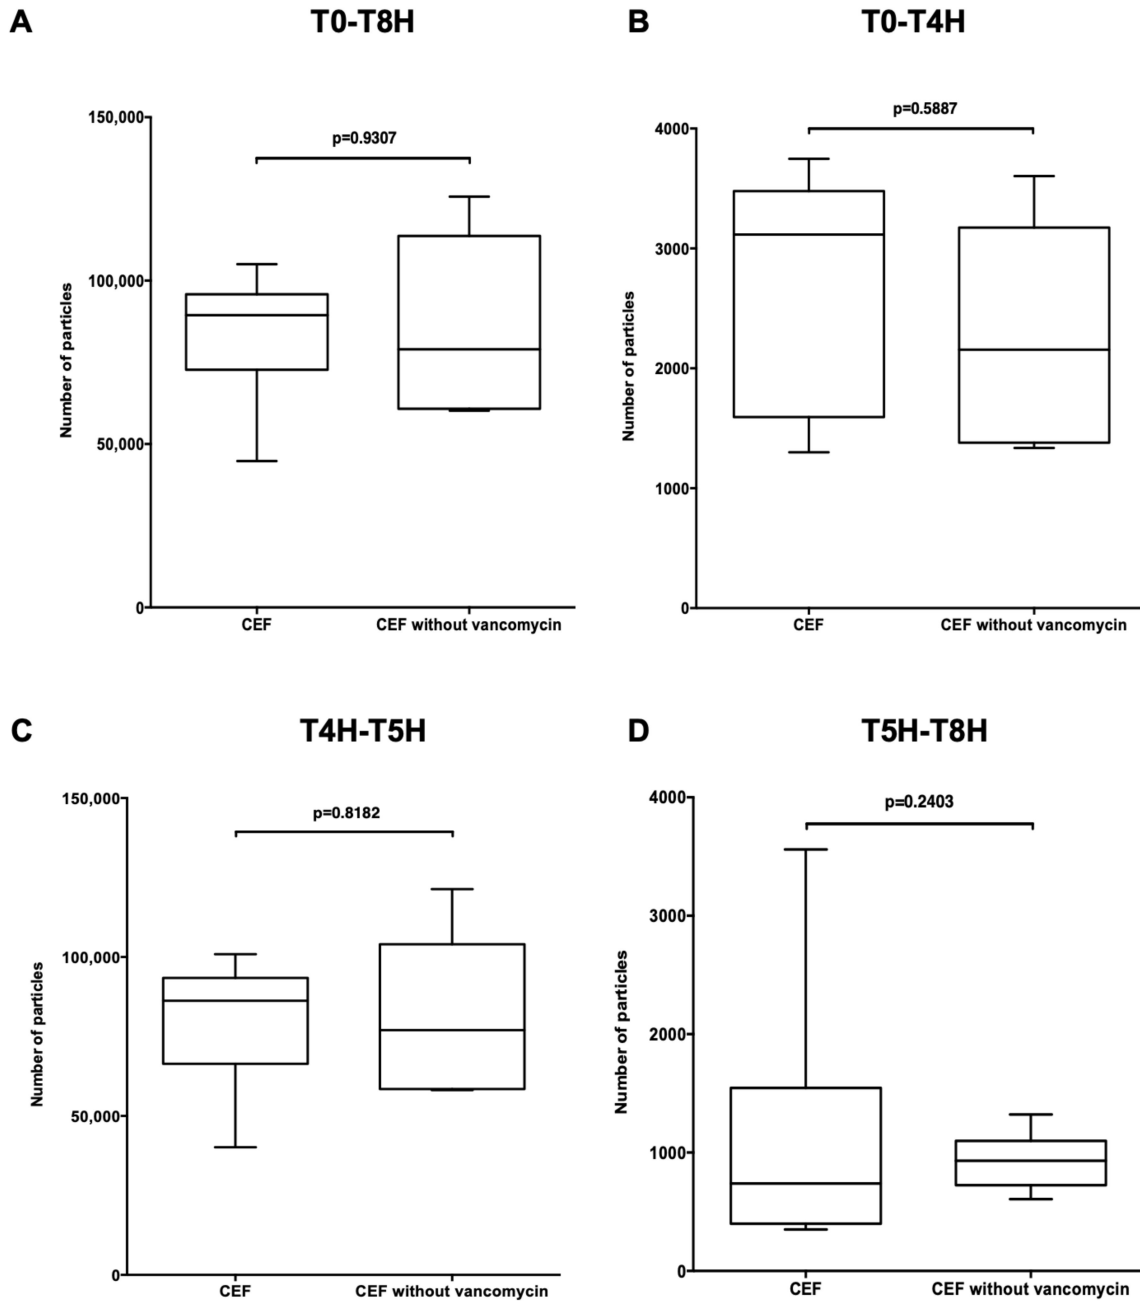 A
T0-T8H
150,000
100,000
50,000
0
Number of particles
p=0.9307
CEF
CEF without vancomycin
B
T0-T4H
4000
3000
2000
1000
0
Number of particles
p=0.5887
CEF
CEF without vancomycin
C
T4H-T5H
150,000
100,000
50,000
0
Number of particles
p=0.8182
CEF
CEF without vancomycin
D
T5H-T8H
4000
3000
2000
1000
0
Number of particles
p=0.2403
CEF
CEF without vancomycin